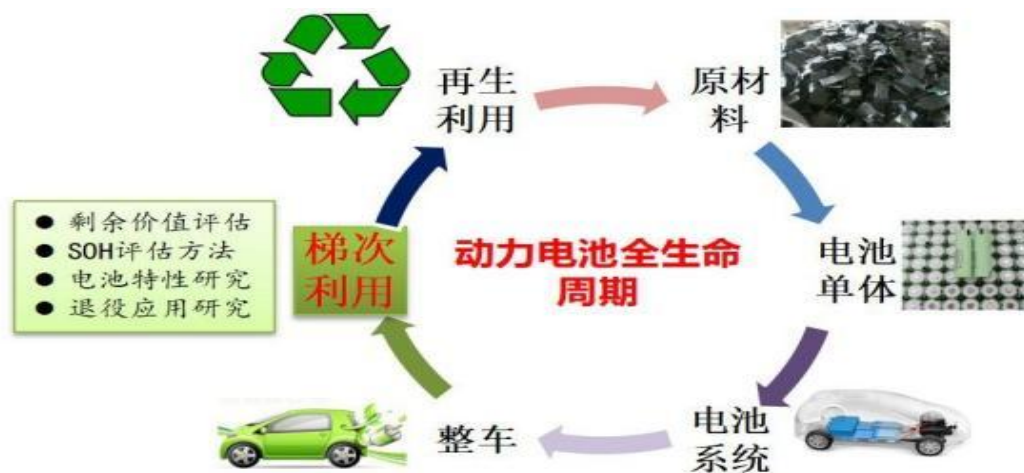 再生
利用
原材
料
剩余价值评估
SOH评估方法
电池特性研究
退役应用研究
梯次
利用
动力电池全生命
周期
电池
单体
整车
电池
系统